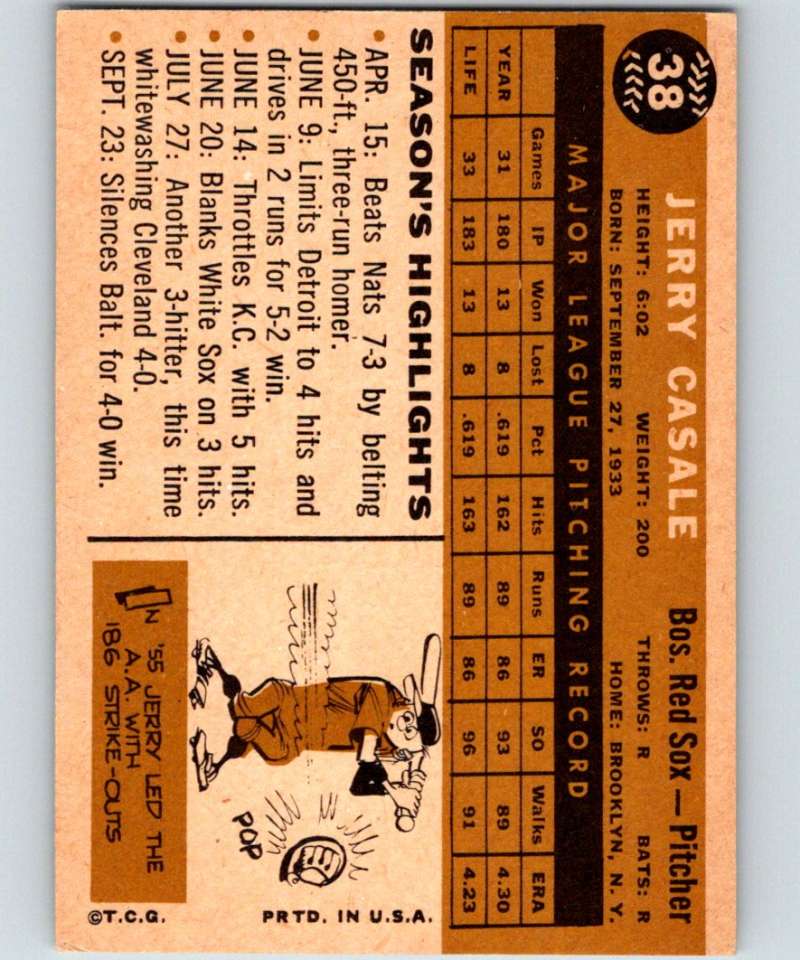 38
JERRY CASALE Bos. Red Sox — Pitcher
HEIGHT: 6:02 WEIGHT: 200 THROWS: R BATS: R
BORN: SEPTEMBER 27, 1933 HOME: BROOKLYN, N. Y.
MAJOR LEAGUE PITCHING RECORD
Games IP Won Lost Pct Hits Runs ER SO Walks ERA
YEAR 31 180 13 8 .619 162 89 86 93 89 4.30
LIFE 33 183 13 8 .619 163 89 86 96 91 4.23
SEASON'S HIGHLIGHTS
• APR. 15: Beats Nats 7-3 by belting
450-ft., three-run homer.
• JUNE 9: Limits Detroit to 4 hits and
drives in 2 runs for 5-2 win.
• JUNE 14: Throttles K.C. with 5 hits.
• JUNE 20: Blanks White Sox on 3 hits.
• JULY 27: Another 3-hitter, this time
whitewashing Cleveland 4-0.
• SEPT. 23: Silences Balt. for 4-0 win.
POP
IN '55 JERRY LED THE
A.A. WITH
186 STRIKE-OUTS
©T.C.G. PRTD. IN U.S.A.